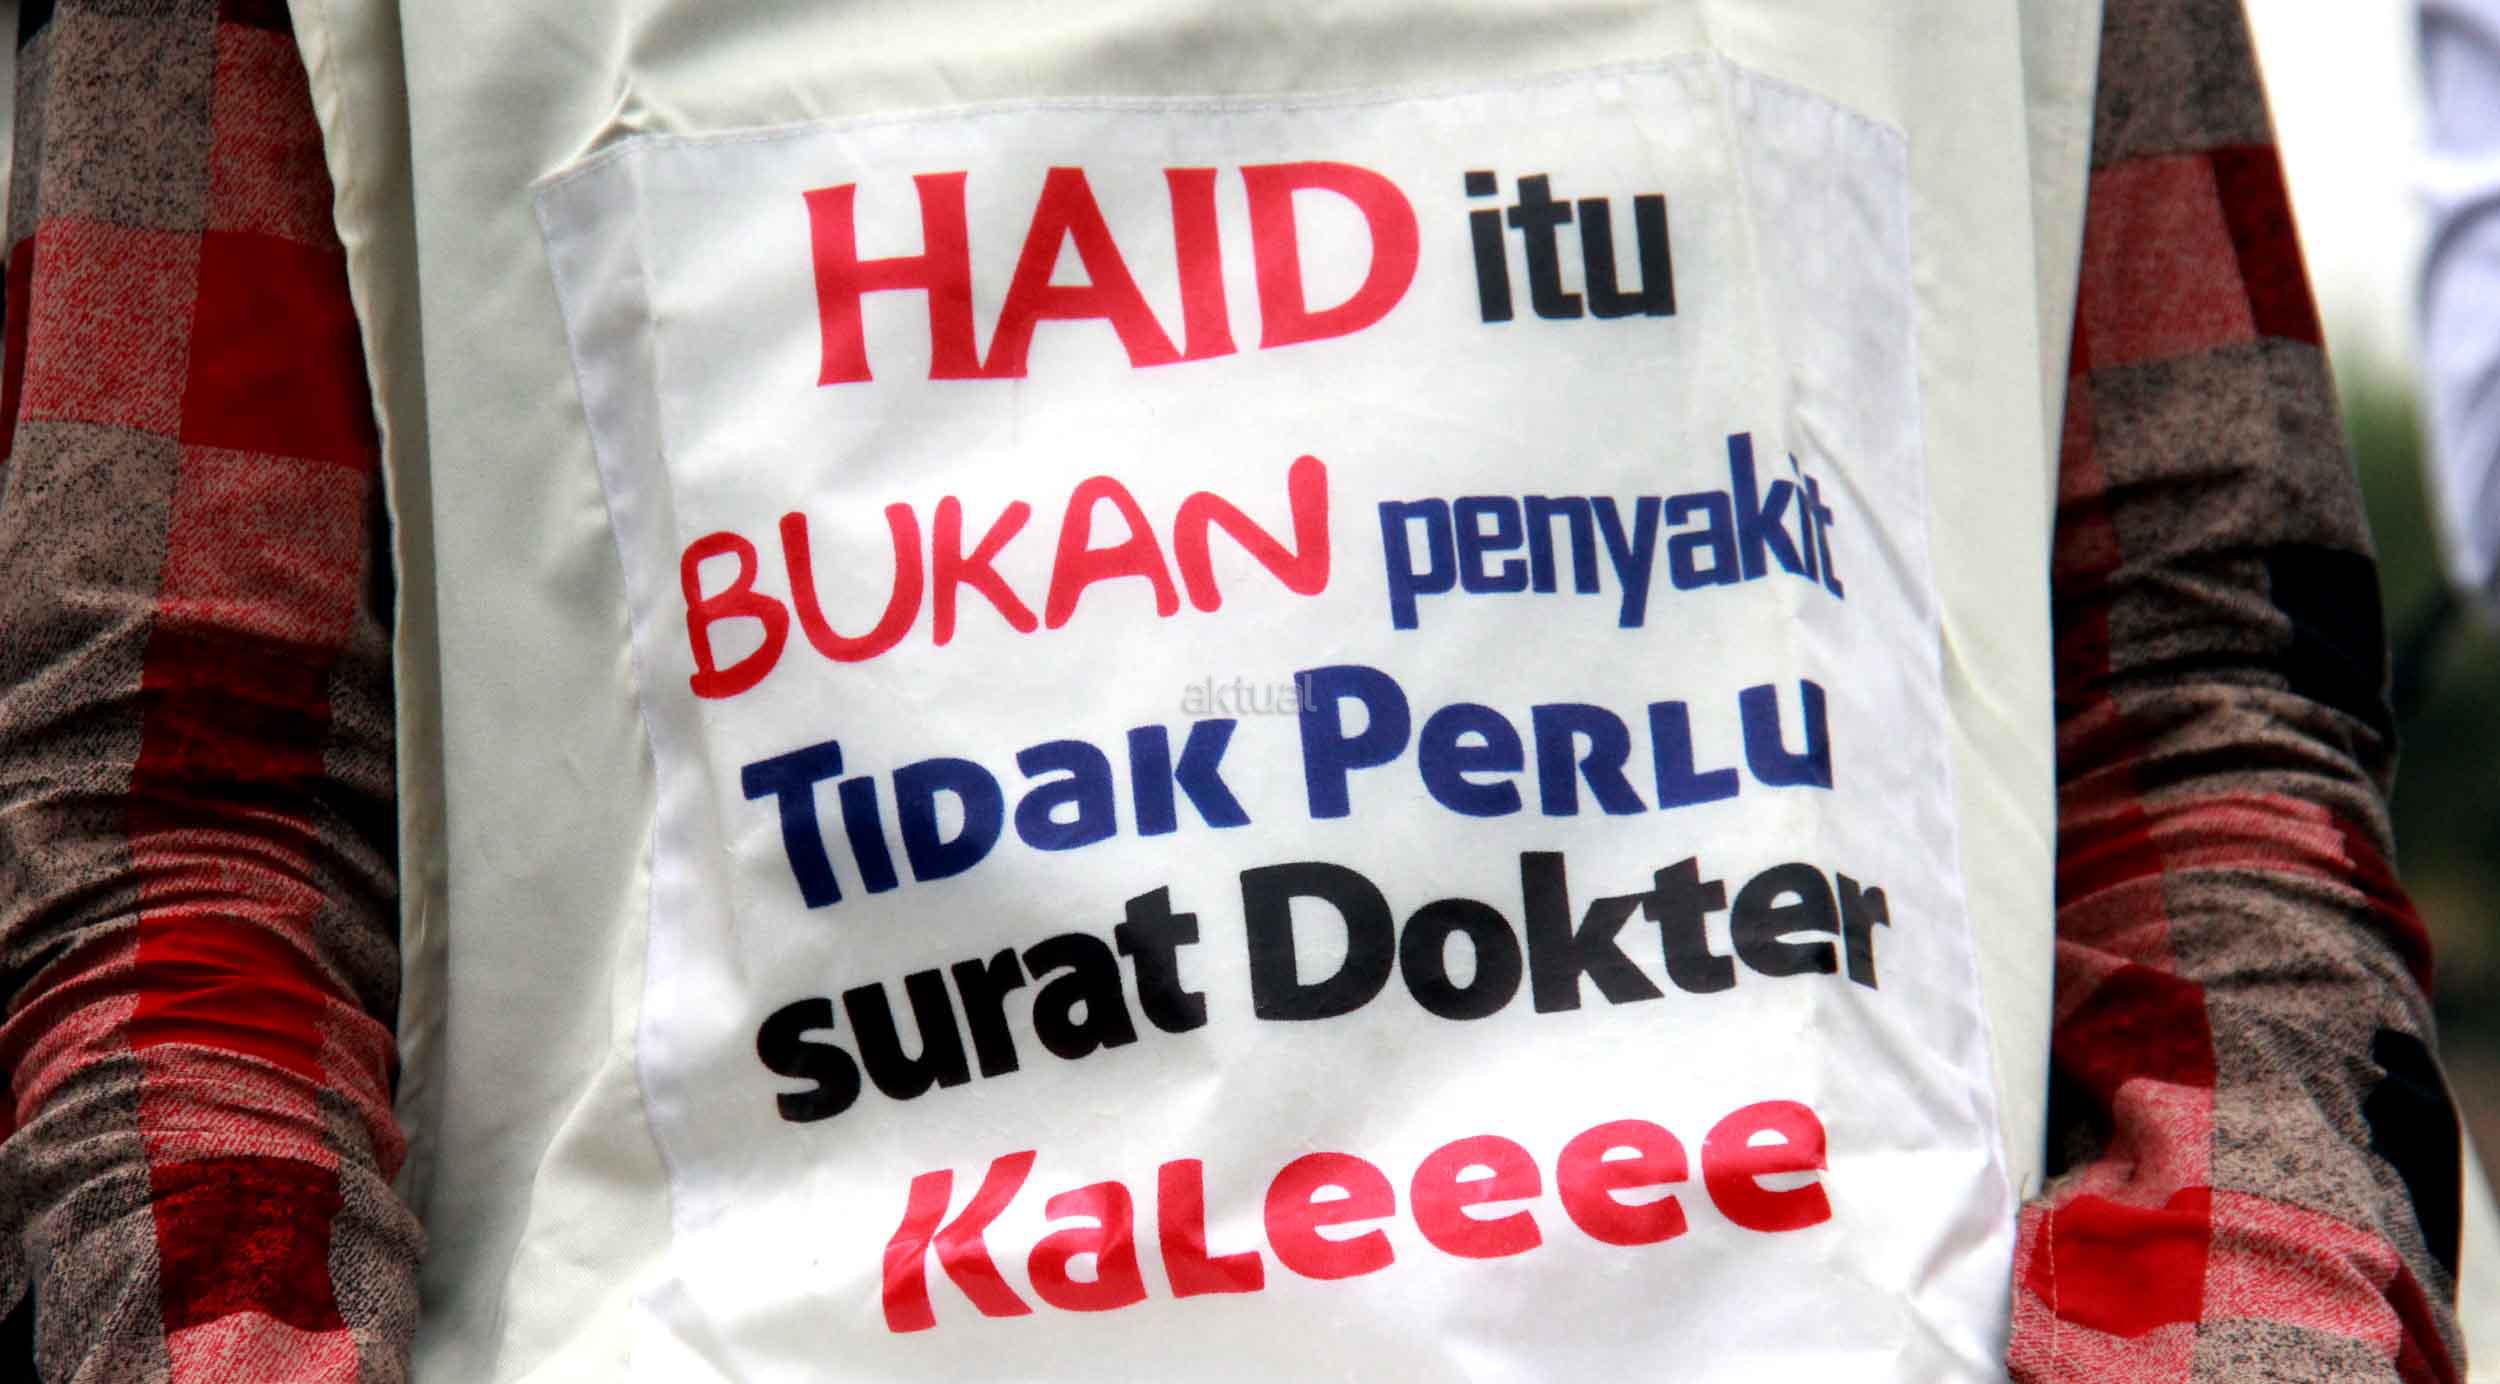 HAID itu
BUKAN penyakit
TIDaK PeRLU
aktual
surat Dokter
KaLeeee